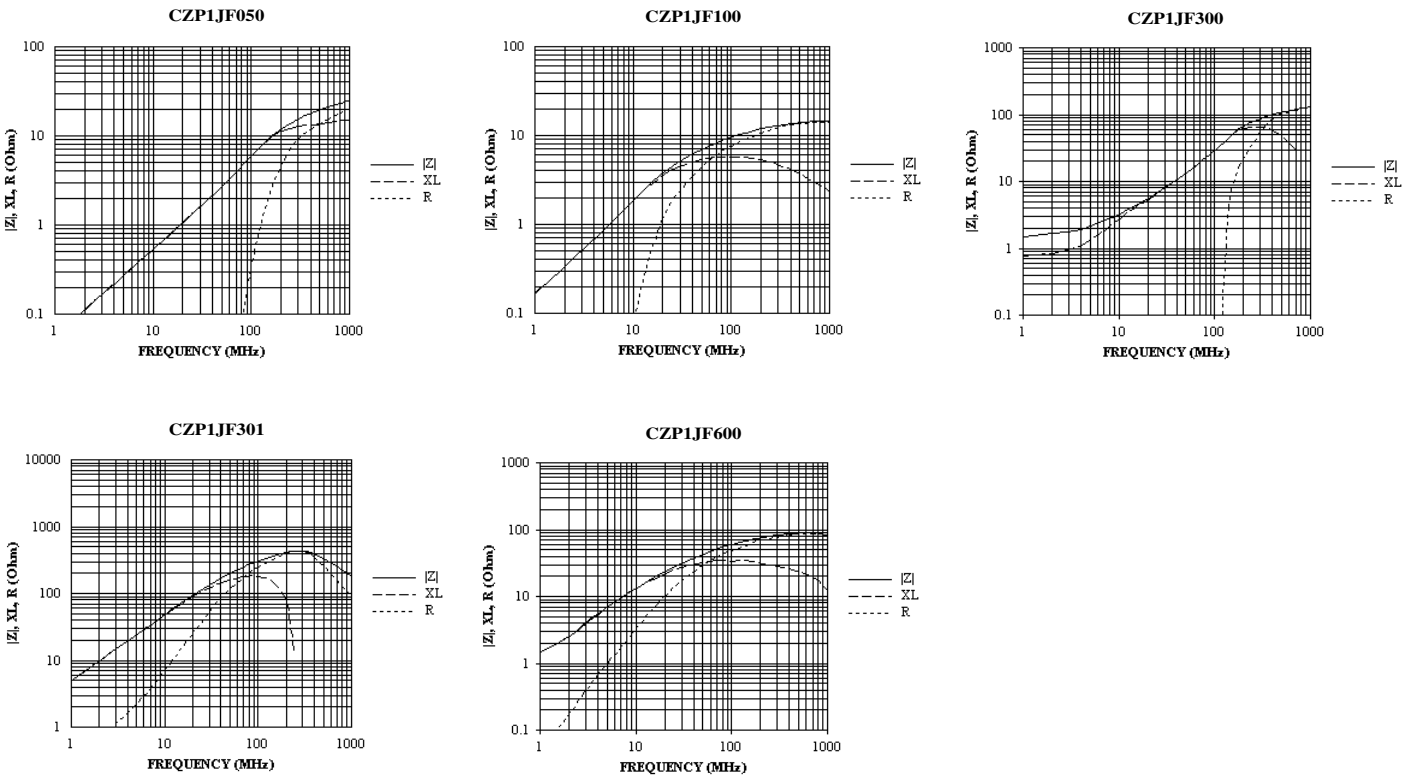 CZP1JF050
100
10
1
0.1
|Z|, XL, R (Ohm)
1 10 100 1000
FREQUENCY (MHz)
|Z|
XL
R
CZP1JF100
100
10
1
0.1
|Z|, XL, R (Ohm)
1 10 100 1000
FREQUENCY (MHz)
|Z|
XL
R
CZP1JF300
1000
100
10
1
0.1
|Z|, XL, R (Ohm)
1 10 100 1000
FREQUENCY (MHz)
|Z|
XL
R
CZP1JF301
10000
1000
100
10
1
|Z|, XL, R (Ohm)
1 10 100 1000
FREQUENCY (MHz)
|Z|
XL
R
CZP1JF600
1000
100
10
1
0.1
|Z|, XL, R (Ohm)
1 10 100 1000
FREQUENCY (MHz)
|Z|
XL
R